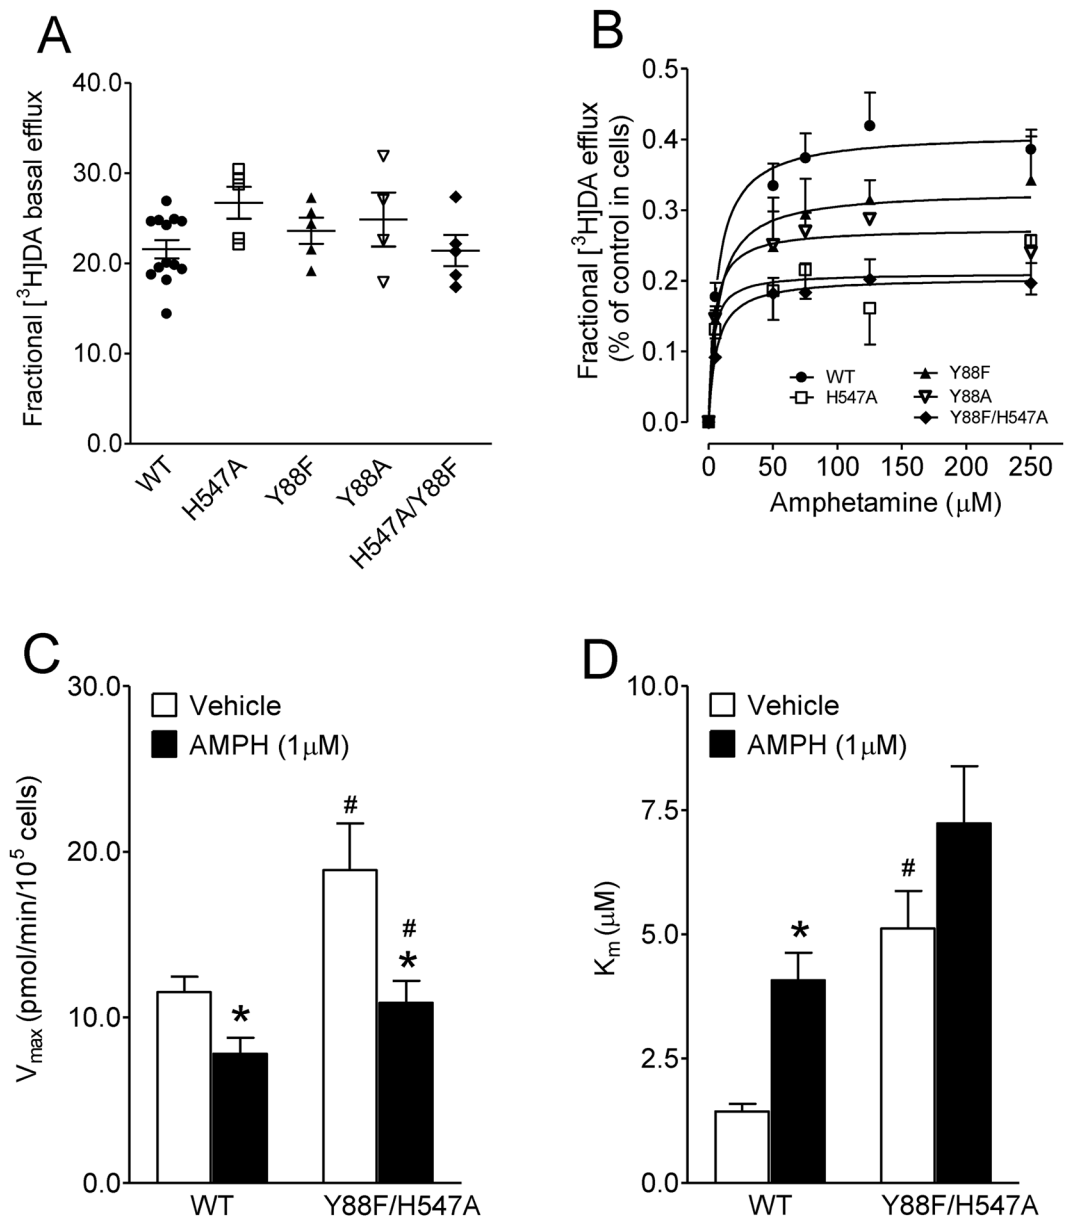 A
Fractional [³H]DA basal efflux
40.0
30.0
20.0
10.0
0.0
WT
H547A
Y88F
Y88A
H547A/Y88F
B
Fractional [³H]DA efflux
(% of control in cells)
0.5
0.4
0.3
0.2
0.1
0.0
WT
H547A
Y88F
Y88A
Y88F/H547A
0 50 100 150 200 250
Amphetamine (μM)
C
Vmax (pmol/min/10⁵ cells)
30.0
20.0
10.0
0.0
Vehicle
AMPH (1μM)
*
#
#
*
WT Y88F/H547A
D
Km (μM)
10.0
7.5
5.0
2.5
0.0
Vehicle
AMPH (1μM)
*
#
WT Y88F/H547A